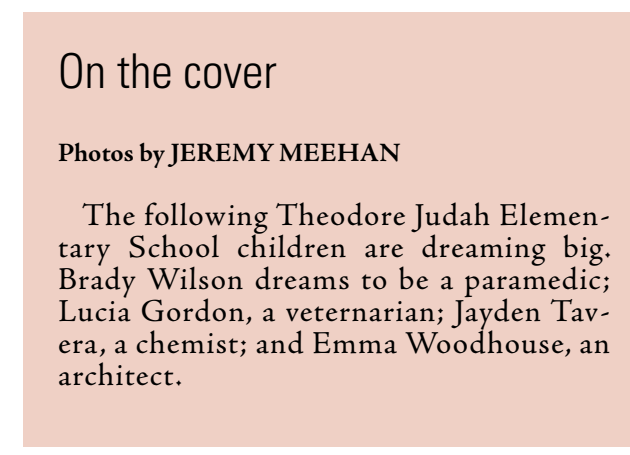 On the cover
Photos by JEREMY MEEHAN
The following Theodore Judah Elemen-
tary School children are dreaming big.
Brady Wilson dreams to be a paramedic;
Lucia Gordon, a veternarian; Jayden Tav-
era, a chemist; and Emma Woodhouse, an
architect.